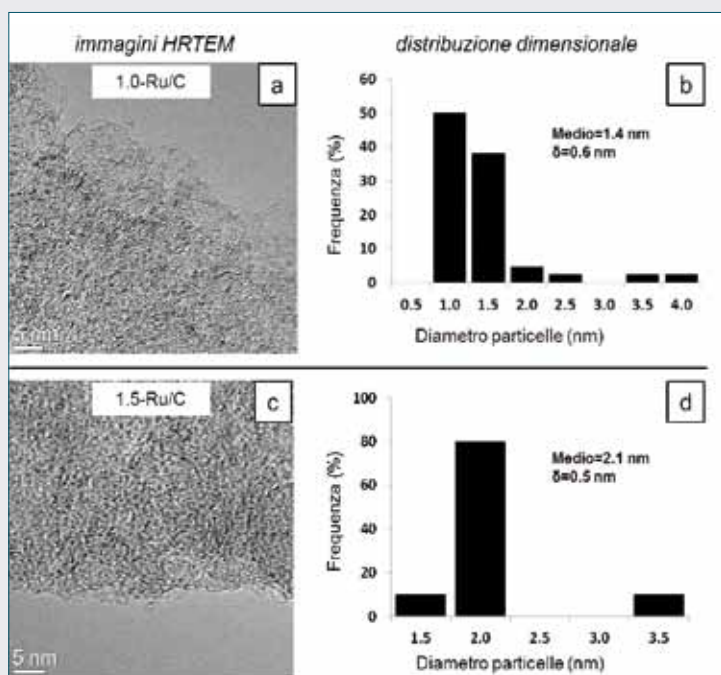 immagini HRTEM
distribuzione dimensionale
1.0-Ru/C
a
5 nm
b
Medio=1.4 nm
δ=0.6 nm
Frequenza (%)
60
50
40
30
20
10
0
0.5 1.0 1.5 2.0 2.5 3.0 3.5 4.0
Diametro particelle (nm)
1.5-Ru/C
c
5 nm
d
Medio=2.1 nm
δ=0.5 nm
Frequenza (%)
100
80
60
40
20
0
1.5 2.0 2.5 3.0 3.5
Diametro particelle (nm)